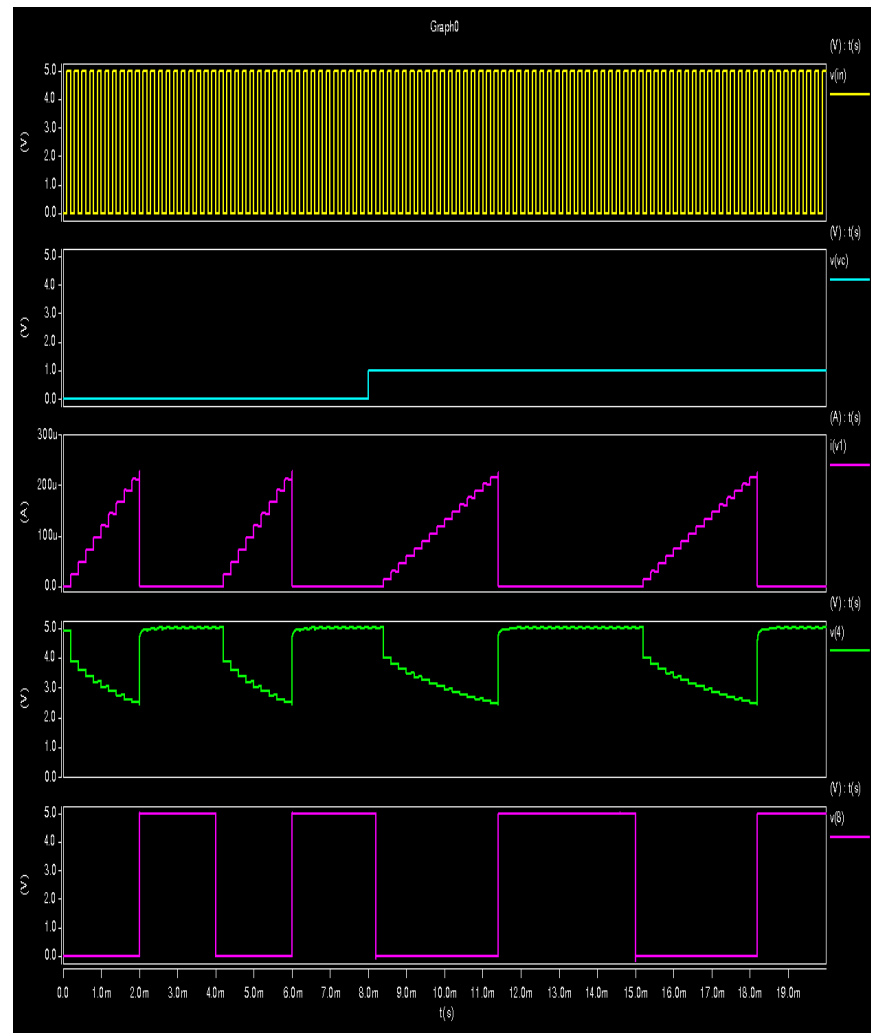 Graph0
(V) : t(s)
v(in)
5.0
4.0
3.0
2.0
1.0
0.0
(V)
(V) : t(s)
v(vc)
5.0
4.0
3.0
2.0
1.0
0.0
(V)
(A) : t(s)
i(v1)
300u
200u
100u
0.0
(A)
(V) : t(s)
v(4)
5.0
4.0
3.0
2.0
1.0
0.0
(V)
(V) : t(s)
v(8)
5.0
4.0
3.0
2.0
1.0
0.0
(V)
0.0 1.0m 2.0m 3.0m 4.0m 5.0m 6.0m 7.0m 8.0m 9.0m 10.0m 11.0m 12.0m 13.0m 14.0m 15.0m 16.0m 17.0m 18.0m 19.0m
t(s)